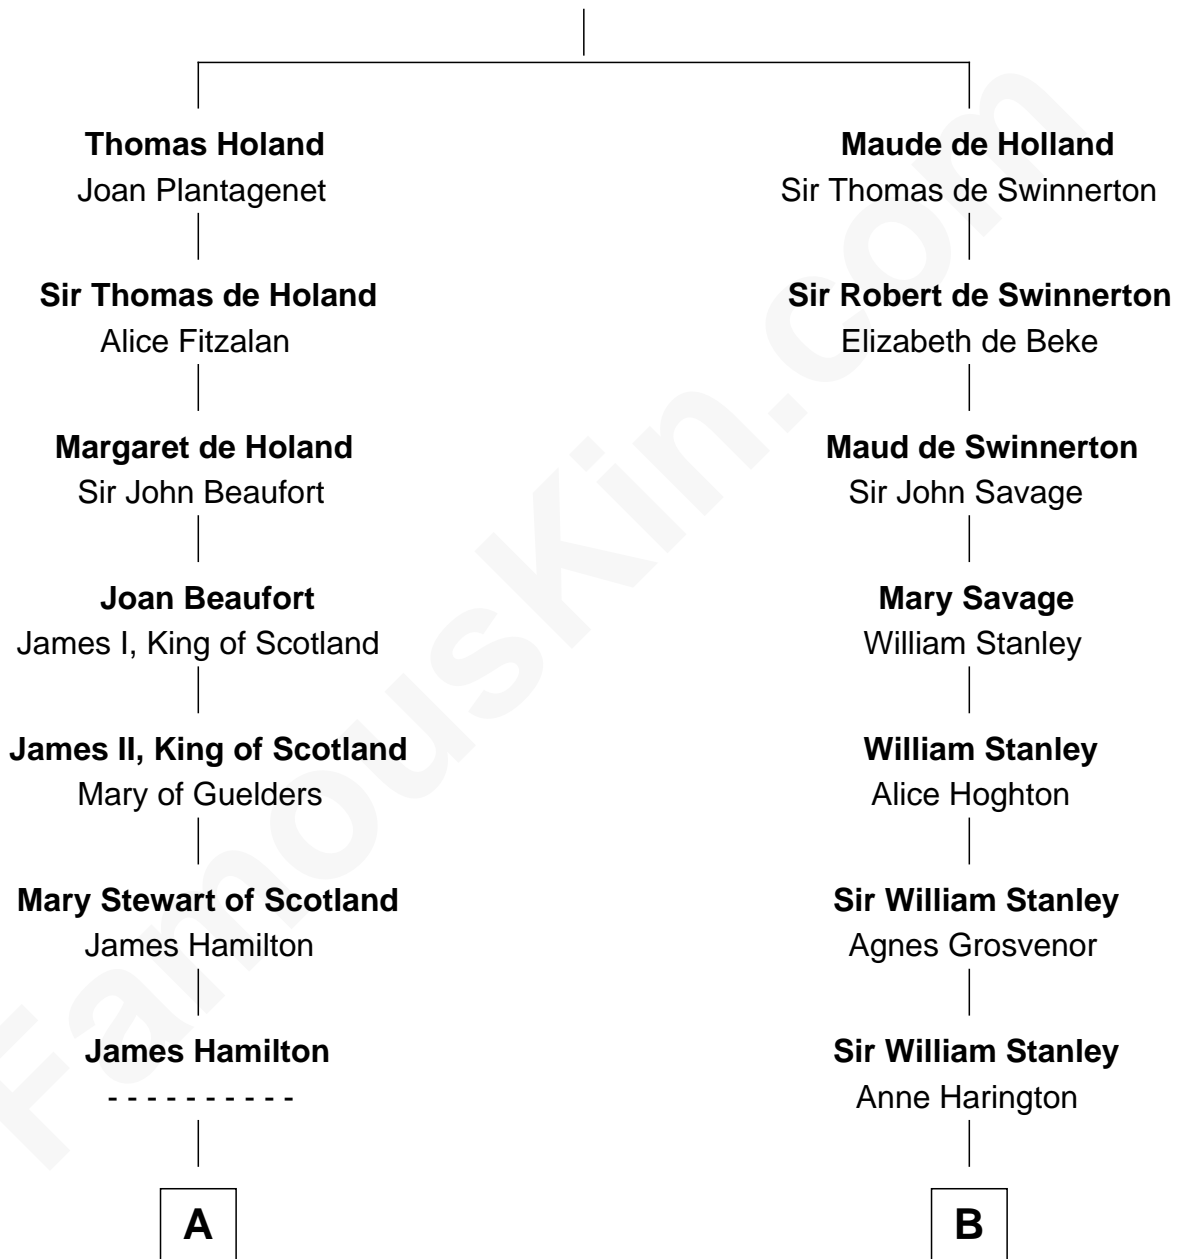 Thomas Holand
Joan Plantagenet
Sir Thomas de Holand
Alice Fitzalan
Margaret de Holand
Sir John Beaufort
Joan Beaufort
James I, King of Scotland
James II, King of Scotland
Mary of Guelders
Mary Stewart of Scotland
James Hamilton
James Hamilton
- - - - - - - - - -
A
Maude de Holland
Sir Thomas de Swinnerton
Sir Robert de Swinnerton
Elizabeth de Beke
Maud de Swinnerton
Sir John Savage
Mary Savage
William Stanley
William Stanley
Alice Hoghton
Sir William Stanley
Agnes Grosvenor
Sir William Stanley
Anne Harington
B
FamousKin.com